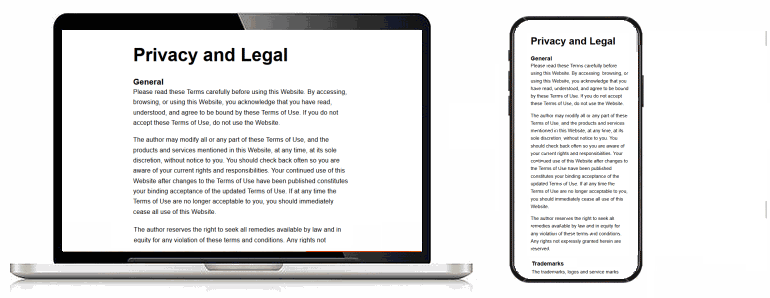 Privacy and Legal
General
Please read these Terms carefully before using this Website. By accessing,
browsing, or using this Website, you acknowledge that you have read,
understood, and agree to be bound by these Terms of Use. If you do not
accept these Terms of Use, do not use the Website.
The author may modify all or any part of these Terms of Use, and the
products and services mentioned in this Website, at any time, at its sole
discretion, without notice to you. You should check back often so you are
aware of your current rights and responsibilities. Your continued use of this
Website after changes to the Terms of Use have been published constitutes
your binding acceptance of the updated Terms of Use. If at any time the
Terms of Use are no longer acceptable to you, you should immediately
cease all use of this Website.
The author reserves the right to seek all remedies available by law and in
equity for any violation of these terms and conditions. Any rights not
Privacy and Legal
General
Please read these Terms carefully before
using this Website. By accessing, browsing, or
using this Website, you acknowledge that you
have read, understood, and agree to be bound
by these Terms of Use. If you do not accept
these Terms of Use, do not use the Website.
The author may modify all or any part of these
Terms of Use, and the products and services
mentioned in this Website, at any time, at its
sole discretion, without notice to you. You
should check back often so you are aware of
your current rights and responsibilities. Your
continued use of this Website after changes to
the Terms of Use have been published
constitutes your binding acceptance of the
updated Terms of Use. If at any time the Terms
of Use are no longer acceptable to you,
you should immediately cease all use of this
Website.
The author reserves the right to seek all
remedies available by law and in equity for
any violation of these terms and conditions.
Any rights not expressly granted herein are
reserved.
Trademarks
The trademarks, logos and service marks